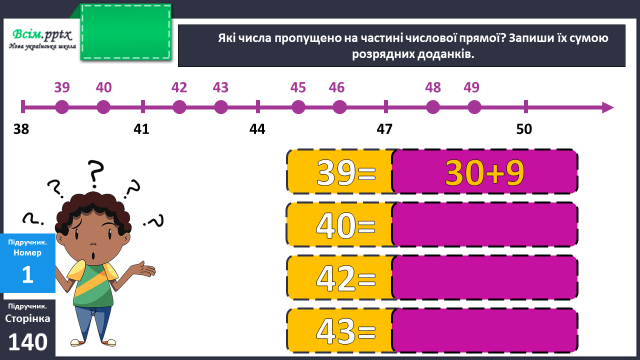 Всім.pptx
Нова українська школа
Які числа пропущено на частині числової прямої? Запиши їх сумою
розрядних доданків.
39 40 42 43 45 46 48 49
38 41 44 47 50
39= 30+9
40=
42=
43=
? ? ? ? ?
Підручник.
Номер
1
Підручник.
Сторінка
140